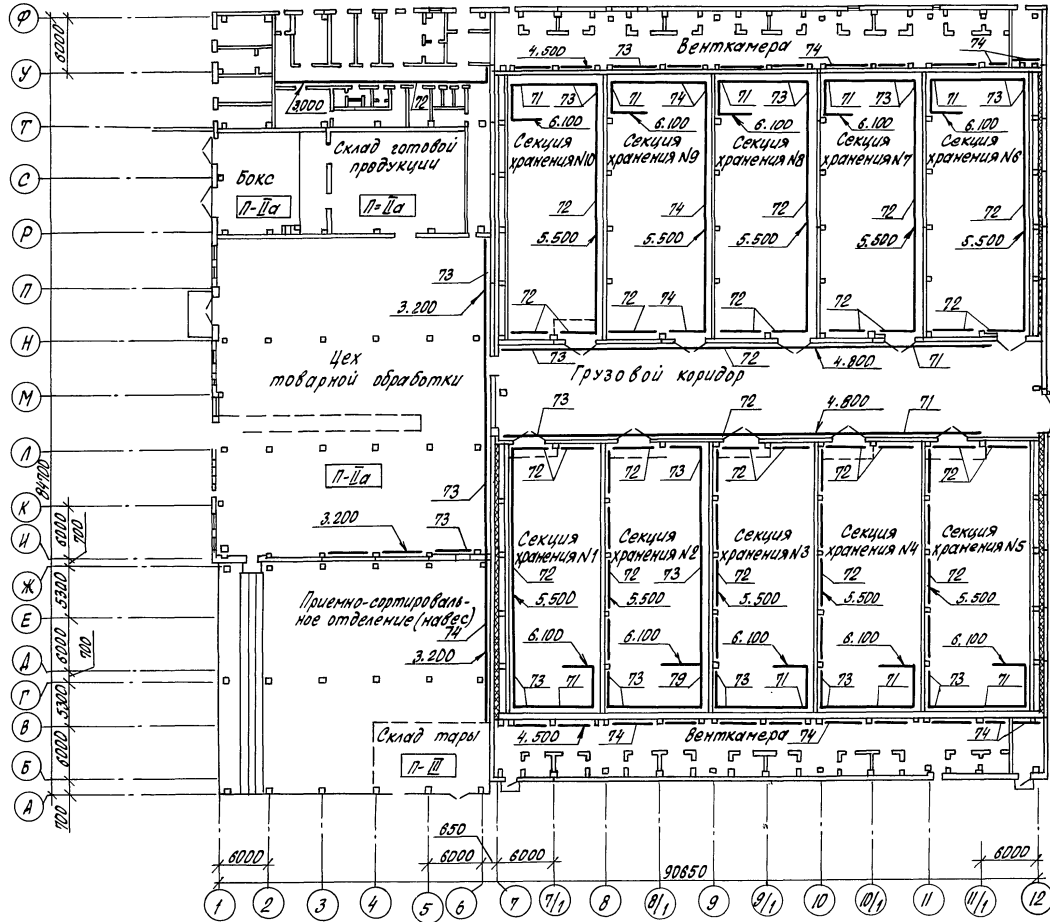 Ф
6000
У
Т
С
Р
П
Н
М
Л
84700
К
И
6000
700
Ж
5300
Е
6000
700
Д
Г
5300
В
6000
Б
А
700
3000
72
Склад готовой
продукции
Бокс
П-IIа
П=IIа
73
3.200
Цех
товарной обработки
П-IIа
73
3.200
73
Приемно-сортироваль-
ное отделение (навес)
74
3.200
Склад тары
П-III
4.500
73
Венткамера
74
74
71 73
71 74
71 73
71 73
71 73
6.100
6.100
6.100
6.100
6.100
Секция
хранения N10
Секция
хранения N9
Секция
хранения N8
Секция
хранения N7
Секция
хранения N6
72
74
72
72
72
5.500
5.500
5.500
5.500
5.500
72
72 74
72
72
72
73
72
4.800
71
Грузовой коридор
73
72
4.800
71
72
72 73
72
72
72
Секция
хранения N1
Секция
хранения N2
Секция
хранения N3
Секция
хранения N4
Секция
хранения N5
72
72 73
72
72
72
5.500
5.500
5.500
5.500
5.500
6.100
6.100
6.100
6.100
6.100
73 71
73 79
73 71
73 71
73 71
4.500
74
Венткамера
74
74
650
6000
6000
6000
6000
90650
1
2
3
4
5
6
7
7/1
8
8/1
9
9/1
10
10/1
11
11/1
12